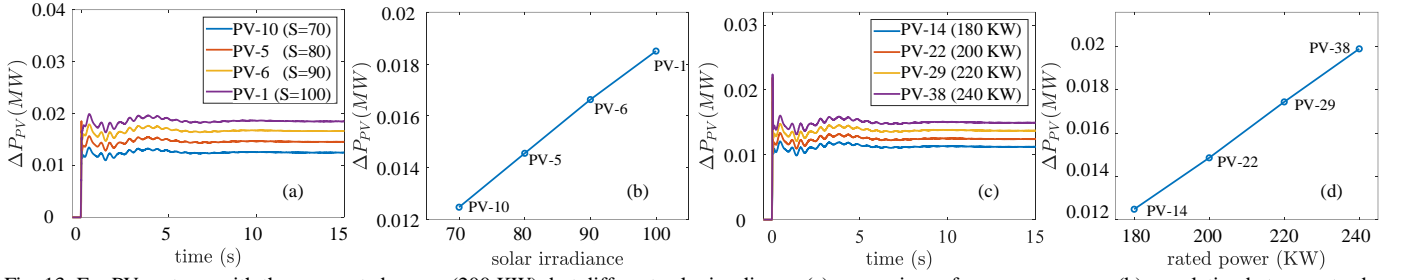 0.04
0.03
0.02
0.01
0
ΔP_PV (MW)
PV-10 (S=70)
PV-5 (S=80)
PV-6 (S=90)
PV-1 (S=100)
(a)
0 5 10 15
time (s)
0.02
0.018
0.016
0.014
0.012
ΔP_PV (MW)
PV-1
PV-6
PV-5
PV-10
(b)
70 80 90 100
solar irradiance
0.03
0.02
0.01
0
ΔP_PV (MW)
PV-14 (180 KW)
PV-22 (200 KW)
PV-29 (220 KW)
PV-38 (240 KW)
(c)
0 5 10 15
time (s)
0.02
0.018
0.016
0.014
0.012
ΔP_PV (MW)
PV-38
PV-29
PV-22
PV-14
(d)
180 200 220 240
rated power (KW)